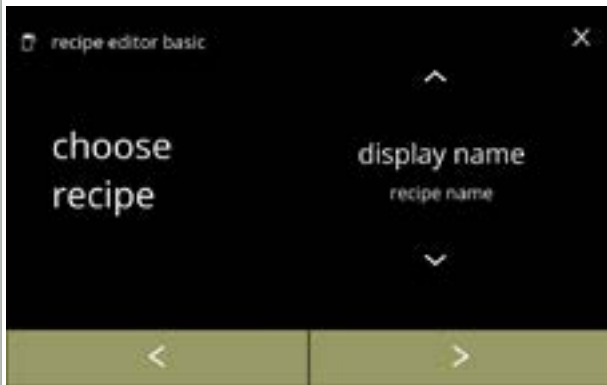 recipe editor basic
choose
recipe
display name
recipe name